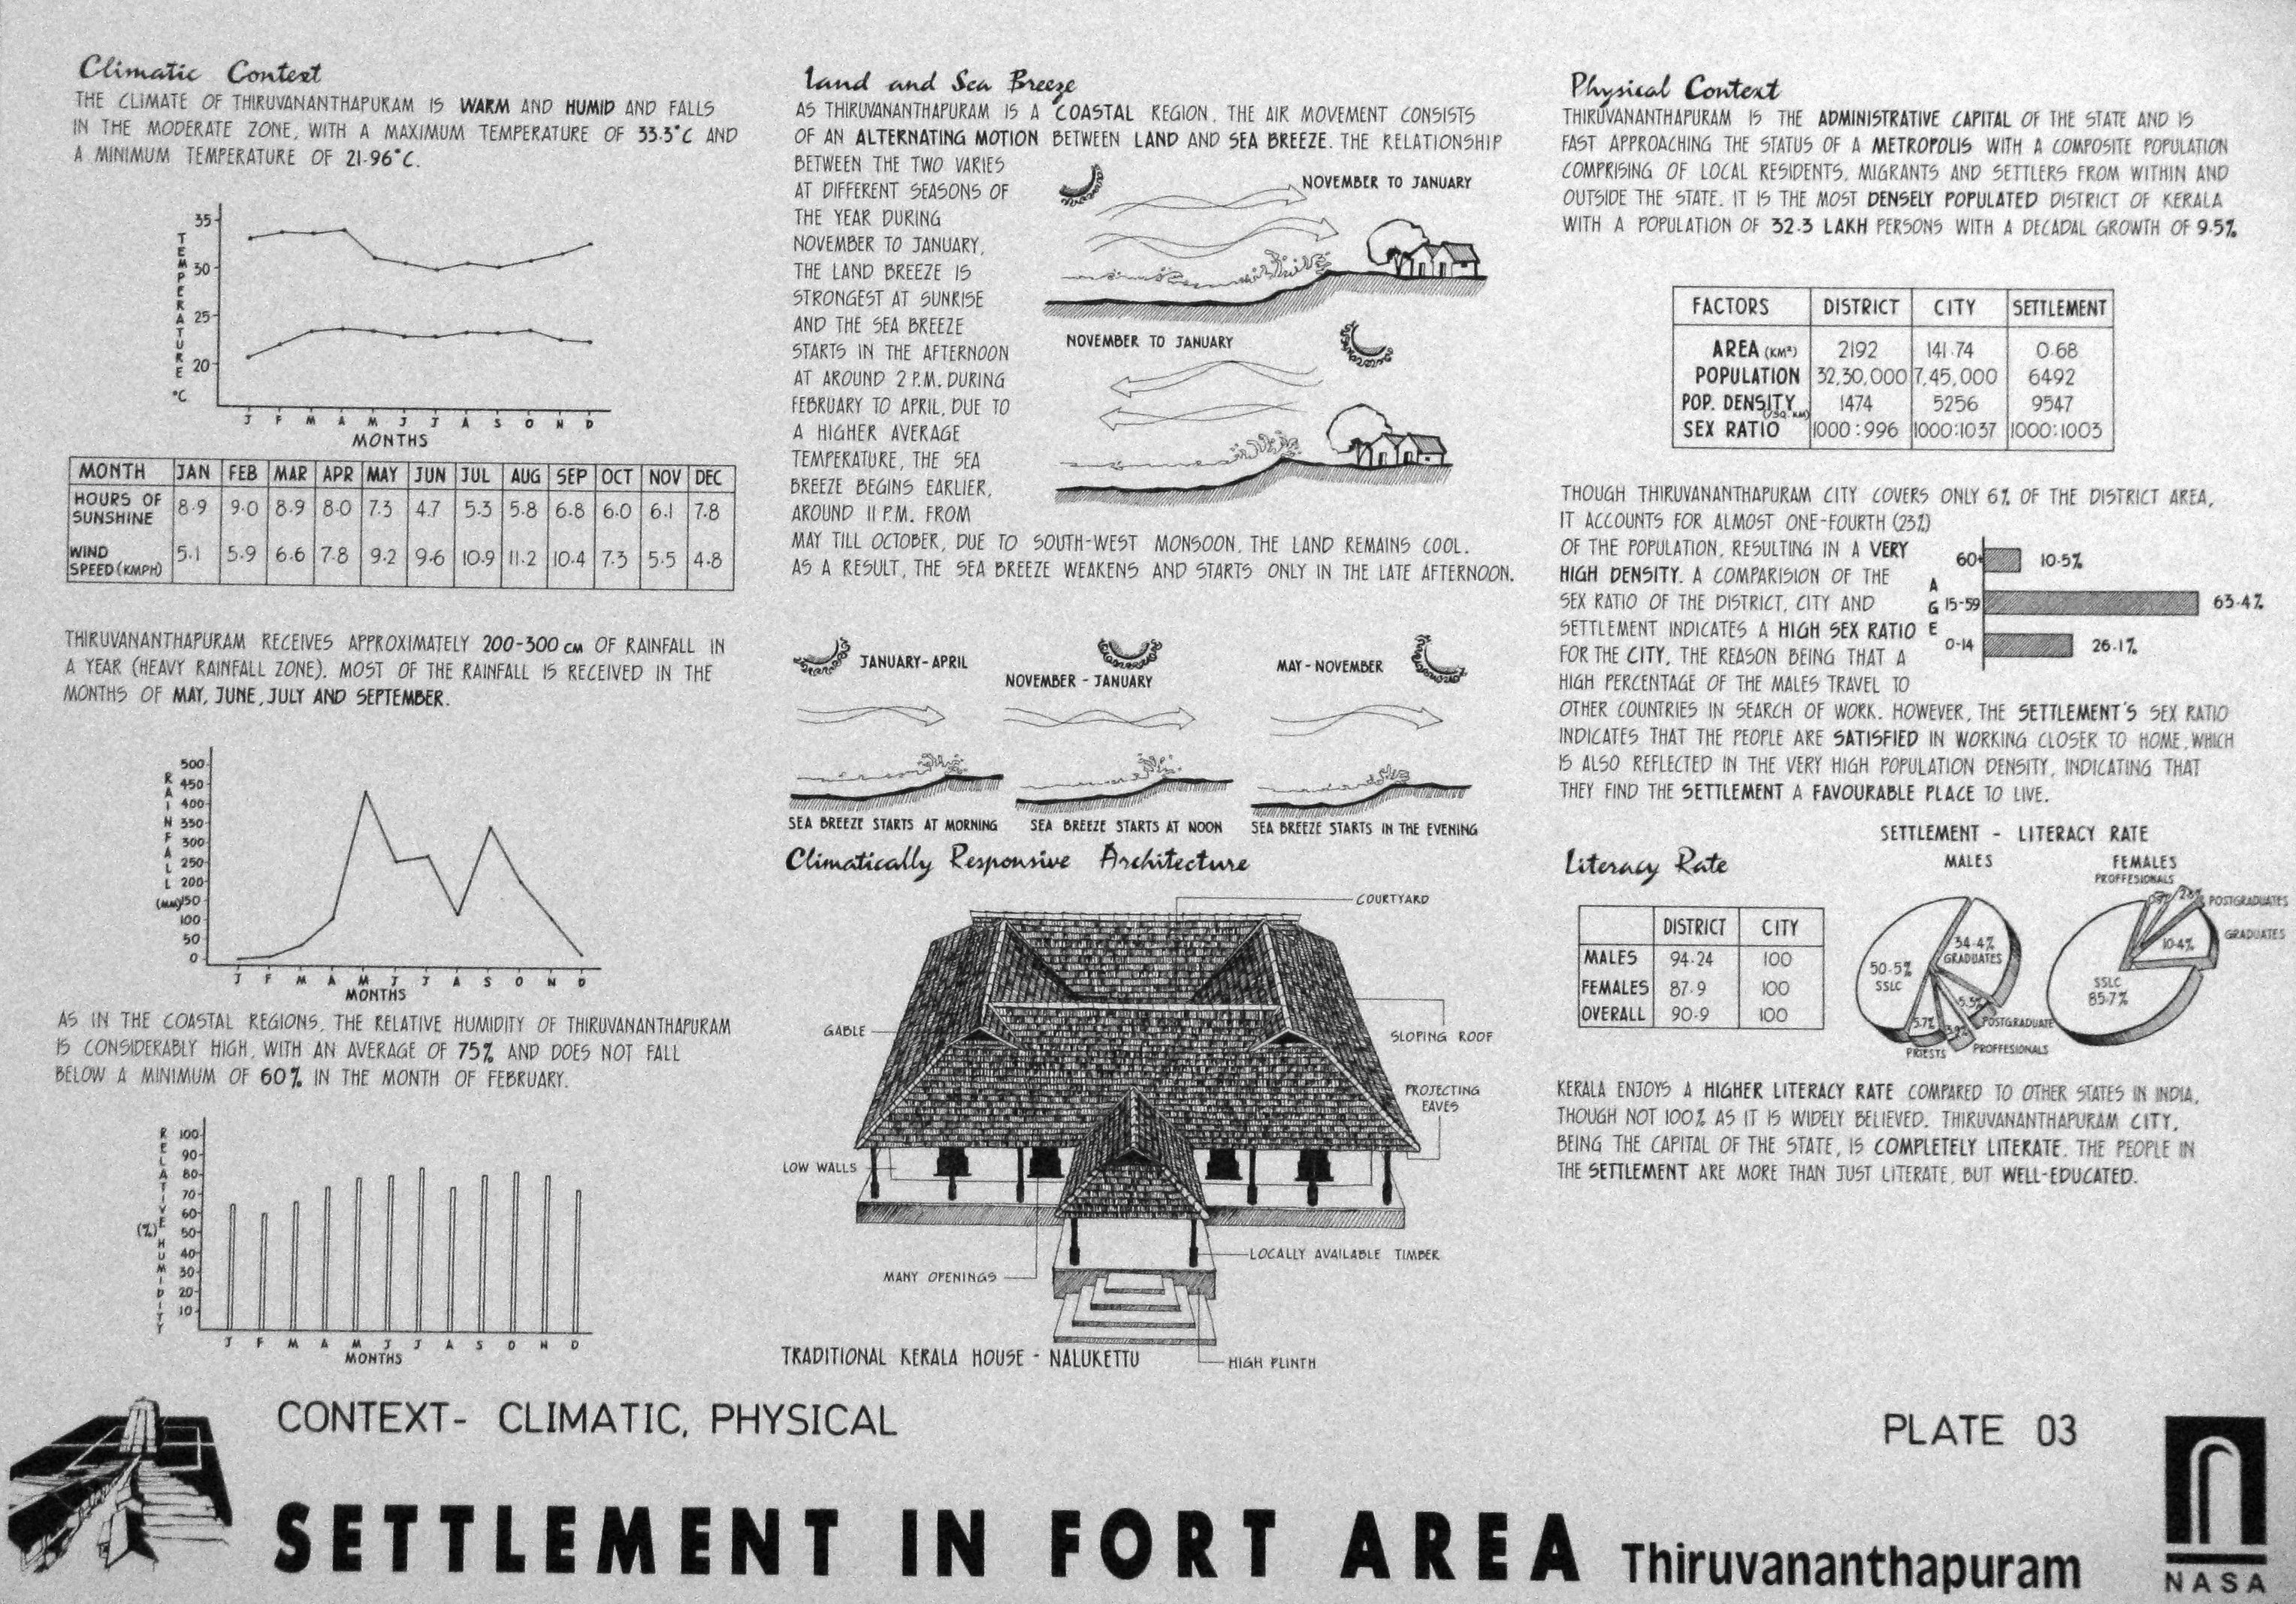 Climatic Context
THE CLIMATE OF THIRUVANANTHAPURAM IS WARM AND HUMID AND FALLS
IN THE MODERATE ZONE, WITH A MAXIMUM TEMPERATURE OF 33.3°C AND
A MINIMUM TEMPERATURE OF 21.96°C.
TEMPERATURE °C
35
30
25
20
J F M A M J J A S O N D
MONTHS
MONTH JAN FEB MAR APR MAY JUN JUL AUG SEP OCT NOV DEC
HOURS OF SUNSHINE 8.9 9.0 8.9 8.0 7.3 4.7 5.3 5.8 6.8 6.0 6.1 7.8
WIND SPEED (KMPH) 5.1 5.9 6.6 7.8 9.2 9.6 10.9 11.2 10.4 7.3 5.5 4.8
THIRUVANANTHAPURAM RECEIVES APPROXIMATELY 200-300 CM OF RAINFALL IN
A YEAR (HEAVY RAINFALL ZONE). MOST OF THE RAINFALL IS RECEIVED IN THE
MONTHS OF MAY, JUNE, JULY AND SEPTEMBER.
RAINFALL (MM)
500
450
400
350
300
250
200
150
100
50
0
J F M A M J J A S O N D
MONTHS
AS IN THE COASTAL REGIONS, THE RELATIVE HUMIDITY OF THIRUVANANTHAPURAM
IS CONSIDERABLY HIGH, WITH AN AVERAGE OF 75% AND DOES NOT FALL
BELOW A MINIMUM OF 60% IN THE MONTH OF FEBRUARY.
RELATIVE HUMIDITY (%)
100
90
80
70
60
50
40
30
20
10
J F M A M J J A S O N D
MONTHS
Land and Sea Breeze
AS THIRUVANANTHAPURAM IS A COASTAL REGION, THE AIR MOVEMENT CONSISTS
OF AN ALTERNATING MOTION BETWEEN LAND AND SEA BREEZE. THE RELATIONSHIP
BETWEEN THE TWO VARIES
AT DIFFERENT SEASONS OF
THE YEAR DURING
NOVEMBER TO JANUARY,
THE LAND BREEZE IS
STRONGEST AT SUNRISE
AND THE SEA BREEZE
STARTS IN THE AFTERNOON
AT AROUND 2 P.M. DURING
FEBRUARY TO APRIL, DUE TO
A HIGHER AVERAGE
TEMPERATURE, THE SEA
BREEZE BEGINS EARLIER,
AROUND 11 P.M. FROM
MAY TILL OCTOBER, DUE TO SOUTH-WEST MONSOON, THE LAND REMAINS COOL.
AS A RESULT, THE SEA BREEZE WEAKENS AND STARTS ONLY IN THE LATE AFTERNOON.
NOVEMBER TO JANUARY
NOVEMBER TO JANUARY
JANUARY-APRIL
NOVEMBER - JANUARY
MAY - NOVEMBER
SEA BREEZE STARTS AT MORNING
SEA BREEZE STARTS AT NOON
SEA BREEZE STARTS IN THE EVENING
Climatically Responsive Architecture
COURTYARD
GABLE
SLOPING ROOF
PROJECTING
EAVES
LOW WALLS
LOCALLY AVAILABLE TIMBER
MANY OPENINGS
HIGH PLINTH
TRADITIONAL KERALA HOUSE - NALUKETTU
Physical Context
THIRUVANANTHAPURAM IS THE ADMINISTRATIVE CAPITAL OF THE STATE AND IS
FAST APPROACHING THE STATUS OF A METROPOLIS WITH A COMPOSITE POPULATION
COMPRISING OF LOCAL RESIDENTS, MIGRANTS AND SETTLERS FROM WITHIN AND
OUTSIDE THE STATE. IT IS THE MOST DENSELY POPULATED DISTRICT OF KERALA
WITH A POPULATION OF 32.3 LAKH PERSONS WITH A DECADAL GROWTH OF 9.5%
FACTORS DISTRICT CITY SETTLEMENT
AREA (KM²) 2192 141.74 0.68
POPULATION 32,30,000 7,45,000 6492
POP. DENSITY (/SQ.KM) 1474 5256 9547
SEX RATIO 1000:996 1000:1037 1000:1003
THOUGH THIRUVANANTHAPURAM CITY COVERS ONLY 6% OF THE DISTRICT AREA,
IT ACCOUNTS FOR ALMOST ONE-FOURTH (23%)
OF THE POPULATION, RESULTING IN A VERY
HIGH DENSITY. A COMPARISION OF THE
SEX RATIO OF THE DISTRICT, CITY AND
SETTLEMENT INDICATES A HIGH SEX RATIO
FOR THE CITY, THE REASON BEING THAT A
HIGH PERCENTAGE OF THE MALES TRAVEL TO
OTHER COUNTRIES IN SEARCH OF WORK. HOWEVER, THE SETTLEMENT'S SEX RATIO
INDICATES THAT THE PEOPLE ARE SATISFIED IN WORKING CLOSER TO HOME, WHICH
IS ALSO REFLECTED IN THE VERY HIGH POPULATION DENSITY, INDICATING THAT
THEY FIND THE SETTLEMENT A FAVOURABLE PLACE TO LIVE.
AGE
60+ 10.5%
15-59 63.4%
0-14 26.1%
Literacy Rate
DISTRICT CITY
MALES 94.24 100
FEMALES 87.9 100
OVERALL 90.9 100
SETTLEMENT - LITERACY RATE
MALES
50.5%
SSLC
34.4%
GRADUATES
5.5%
POSTGRADUATE
PROFFESIONALS
5.7%
PRIESTS
FEMALES
PROFFESIONALS
POSTGRADUATES
10.4%
GRADUATES
SSLC
85.7%
KERALA ENJOYS A HIGHER LITERACY RATE COMPARED TO OTHER STATES IN INDIA,
THOUGH NOT 100% AS IT IS WIDELY BELIEVED. THIRUVANANTHAPURAM CITY,
BEING THE CAPITAL OF THE STATE, IS COMPLETELY LITERATE. THE PEOPLE IN
THE SETTLEMENT ARE MORE THAN JUST LITERATE, BUT WELL-EDUCATED.
CONTEXT- CLIMATIC, PHYSICAL
PLATE 03
SETTLEMENT IN FORT AREA Thiruvananthapuram
NASA